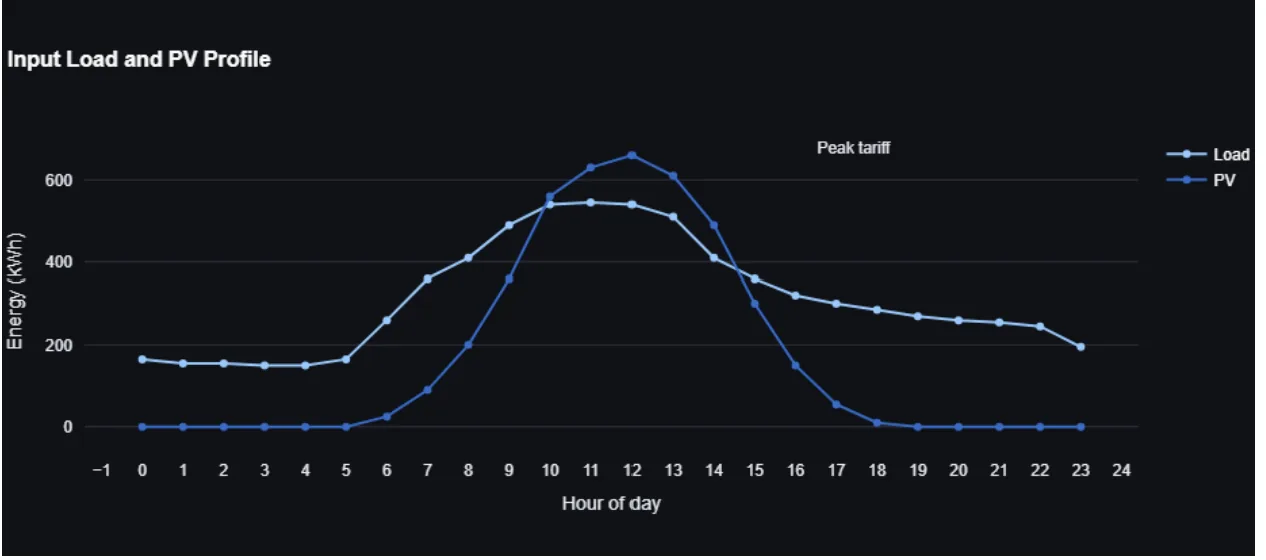 Input Load and PV Profile
Peak tariff
Load
PV
600
400
200
0
Energy (kWh)
−1 0 1 2 3 4 5 6 7 8 9 10 11 12 13 14 15 16 17 18 19 20 21 22 23 24
Hour of day